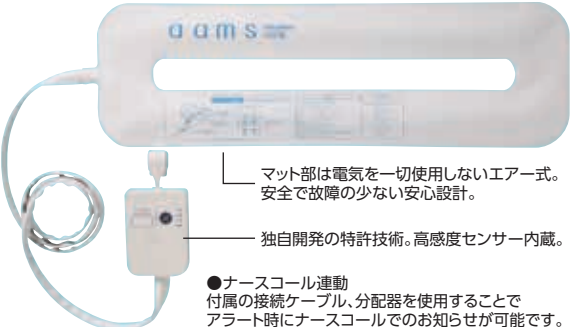 aams
マット部は電気を一切使用しないエアー式。
安全で故障の少ない安心設計。
独自開発の特許技術。高感度センサー内蔵。
●ナースコール連動
付属の接続ケーブル、分配器を使用することで
アラート時にナースコールでのお知らせが可能です。